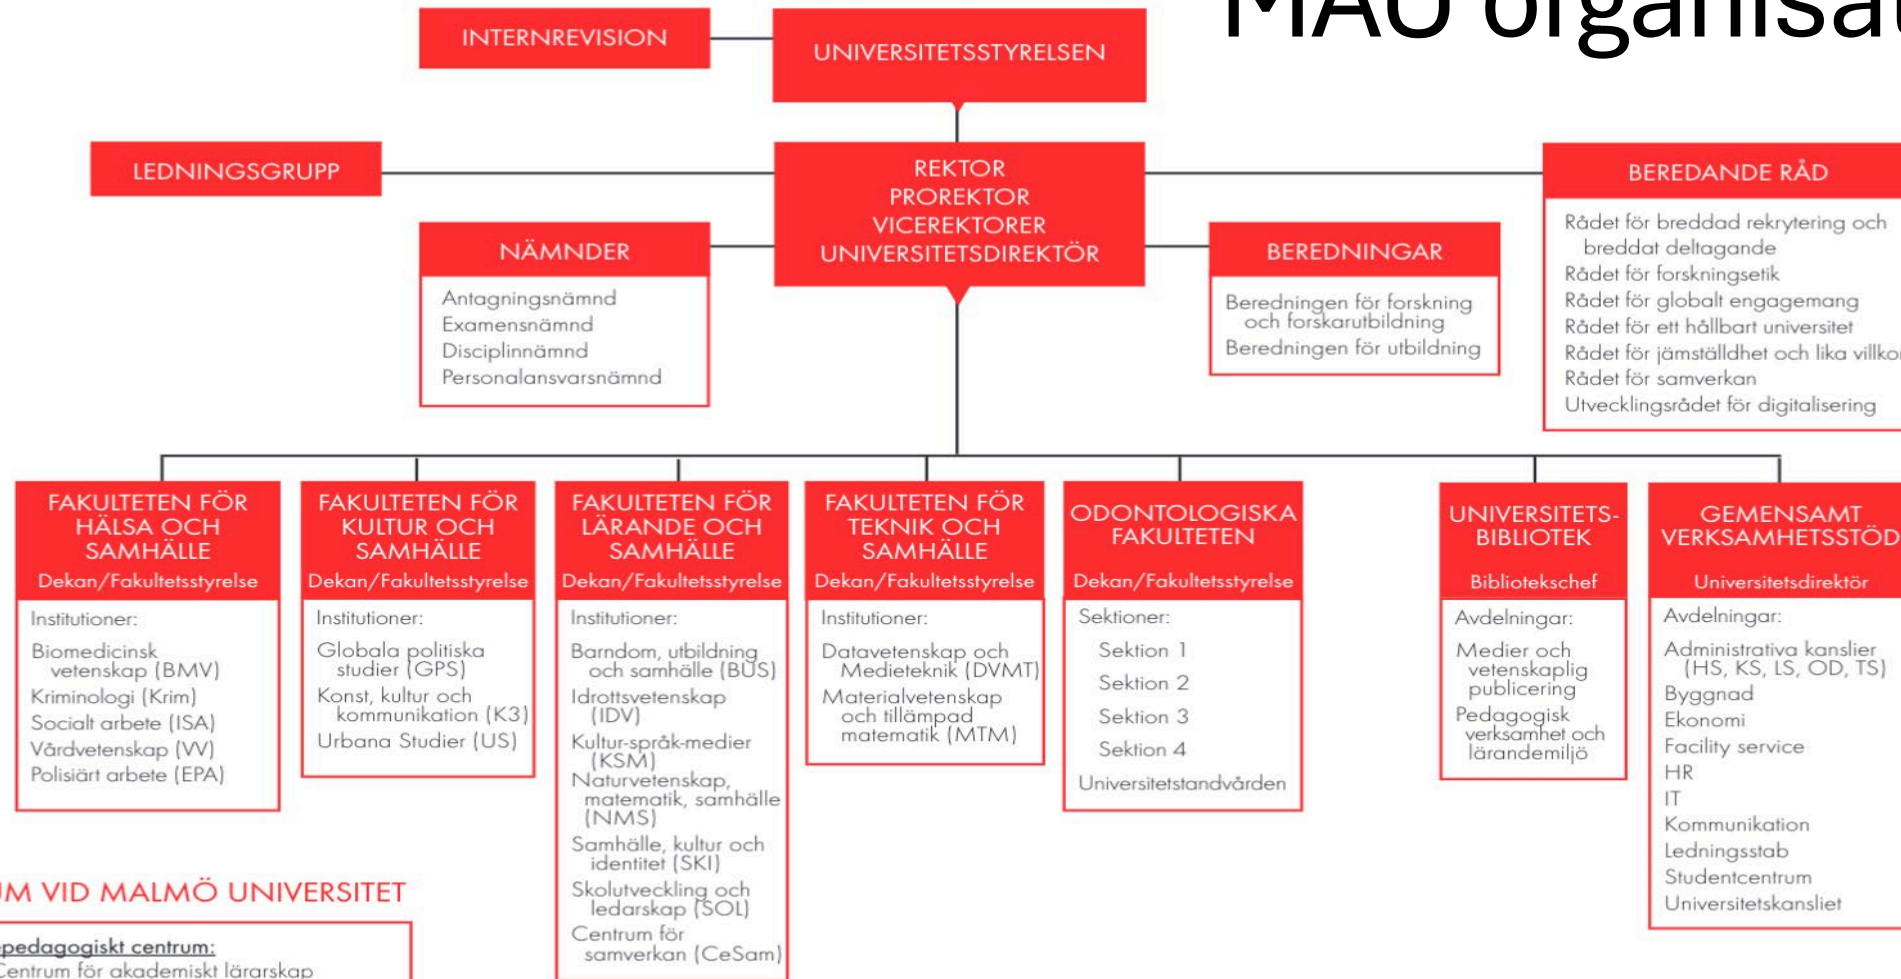 MAU organisat
INTERNREVISION
UNIVERSITETSSTYRELSEN
LEDNINGSGRUPP
REKTOR
PROREKTOR
VICEREKTORER
UNIVERSITETSDIREKTÖR
BEREDANDE RÅD
Rådet för breddad rekrytering och
breddat deltagande
Rådet för forskningsetik
Rådet för globalt engagemang
Rådet för ett hållbart universitet
Rådet för jämställdhet och lika villkor
Rådet för samverkan
Utvecklingsrådet för digitalisering
NÄMNDER
Antagningsnämnd
Examensnämnd
Disciplinnämnd
Personalansvarsnämnd
BEREDNINGAR
Beredningen för forskning
och forskarutbildning
Beredningen för utbildning
FAKULTETEN FÖR
HÄLSA OCH
SAMHÄLLE
Dekan/Fakultetsstyrelse
Institutioner:
Biomedicinsk
vetenskap (BMV)
Kriminologi (Krim)
Socialt arbete (ISA)
Vårdvetenskap (VV)
Polisiärt arbete (EPA)
FAKULTETEN FÖR
KULTUR OCH
SAMHÄLLE
Dekan/Fakultetsstyrelse
Institutioner:
Globala politiska
studier (GPS)
Konst, kultur och
kommunikation (K3)
Urbana Studier (US)
FAKULTETEN FÖR
LÄRANDE OCH
SAMHÄLLE
Dekan/Fakultetsstyrelse
Institutioner:
Barndom, utbildning
och samhälle (BUS)
Idrottsvetenskap
(IDV)
Kultur-språk-medier
(KSM)
Naturvetenskap,
matematik, samhälle
(NMS)
Samhälle, kultur och
identitet (SKI)
Skolutveckling och
ledarskap (SOL)
Centrum för
samverkan (CeSam)
FAKULTETEN FÖR
TEKNIK OCH
SAMHÄLLE
Dekan/Fakultetsstyrelse
Institutioner:
Datavetenskap och
Medieteknik (DVMT)
Materialvetenskap
och tillämpad
matematik (MTM)
ODONTOLOGISKA
FAKULTETEN
Dekan/Fakultetsstyrelse
Sektioner:
Sektion 1
Sektion 2
Sektion 3
Sektion 4
Universitetstandvården
UNIVERSITETS-
BIBLIOTEK
Bibliotekschef
Avdelningar:
Medier och
vetenskaplig
publicering
Pedagogisk
verksamhet och
lärandemiljö
GEMENSAMT
VERKSAMHETSSTÖD
Universitetsdirektör
Avdelningar:
Administrativa kanslier
(HS, KS, LS, OD, TS)
Byggnad
Ekonomi
Facility service
HR
IT
Kommunikation
Ledningsstab
Studentcentrum
Universitetskansliet
UM VID MALMÖ UNIVERSITET
epedagogiskt centrum:
Centrum för akademiskt lärarskap